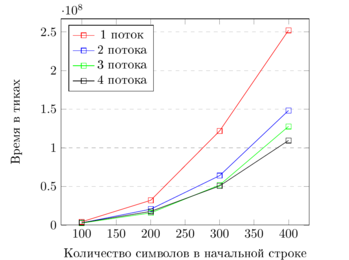 ·10⁸
2.5
2
1.5
1
0.5
0
100 150 200 250 300 350 400
1 поток
2 потока
3 потока
4 потока
Время в тиках
Количество символов в начальной строке